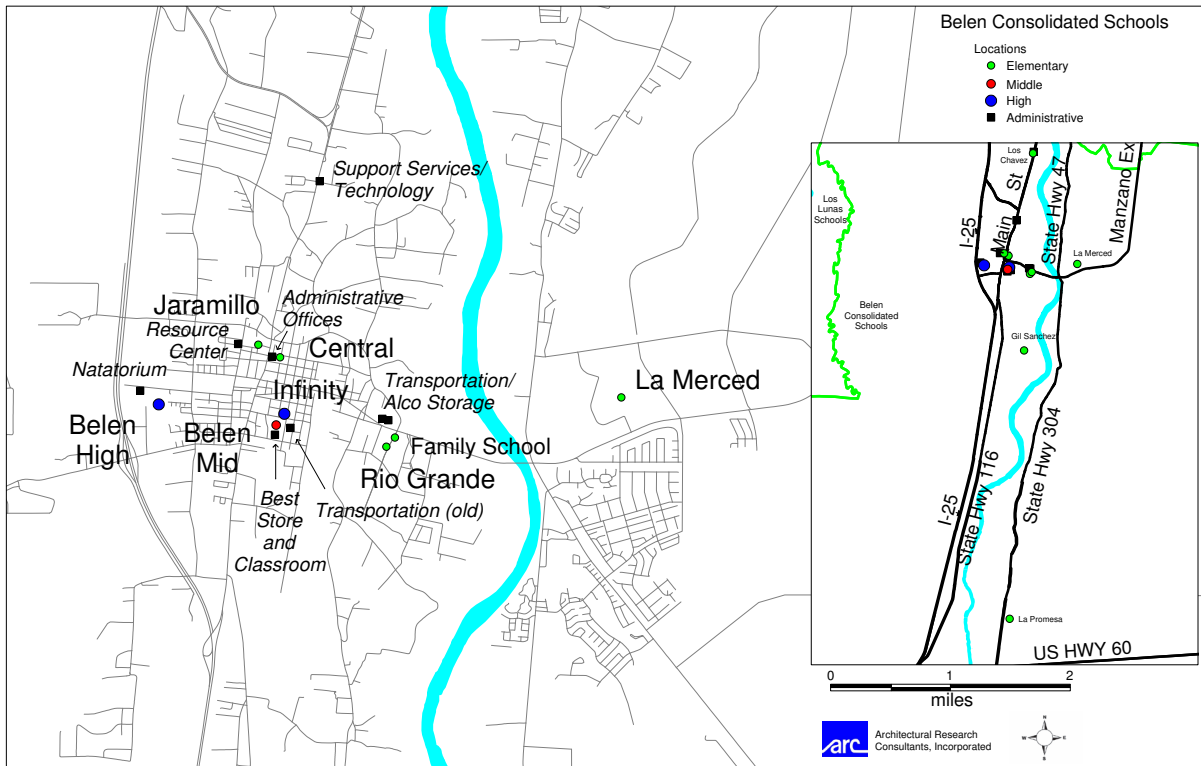 Belen Consolidated Schools
Locations
Elementary
Middle
High
Administrative
Support Services/
Technology
Jaramillo
Administrative
Offices
Resource
Center
Central
Natatorium
Infinity
Transportation/
Alco Storage
La Merced
Belen
High
Belen
Mid
Family School
Rio Grande
Best
Store
and
Classroom
Transportation (old)
Los
Chavez
Los
Lunas
Schools
I-25
Main St
State Hwy 47
Manzano Ex
La Merced
Belen
Consolidated
Schools
Gil Sanchez
I-25
State Hwy 116
State Hwy 304
La Promesa
US HWY 60
0 1 2
miles
arc
Architectural Research
Consultants, Incorporated
N
W E
S